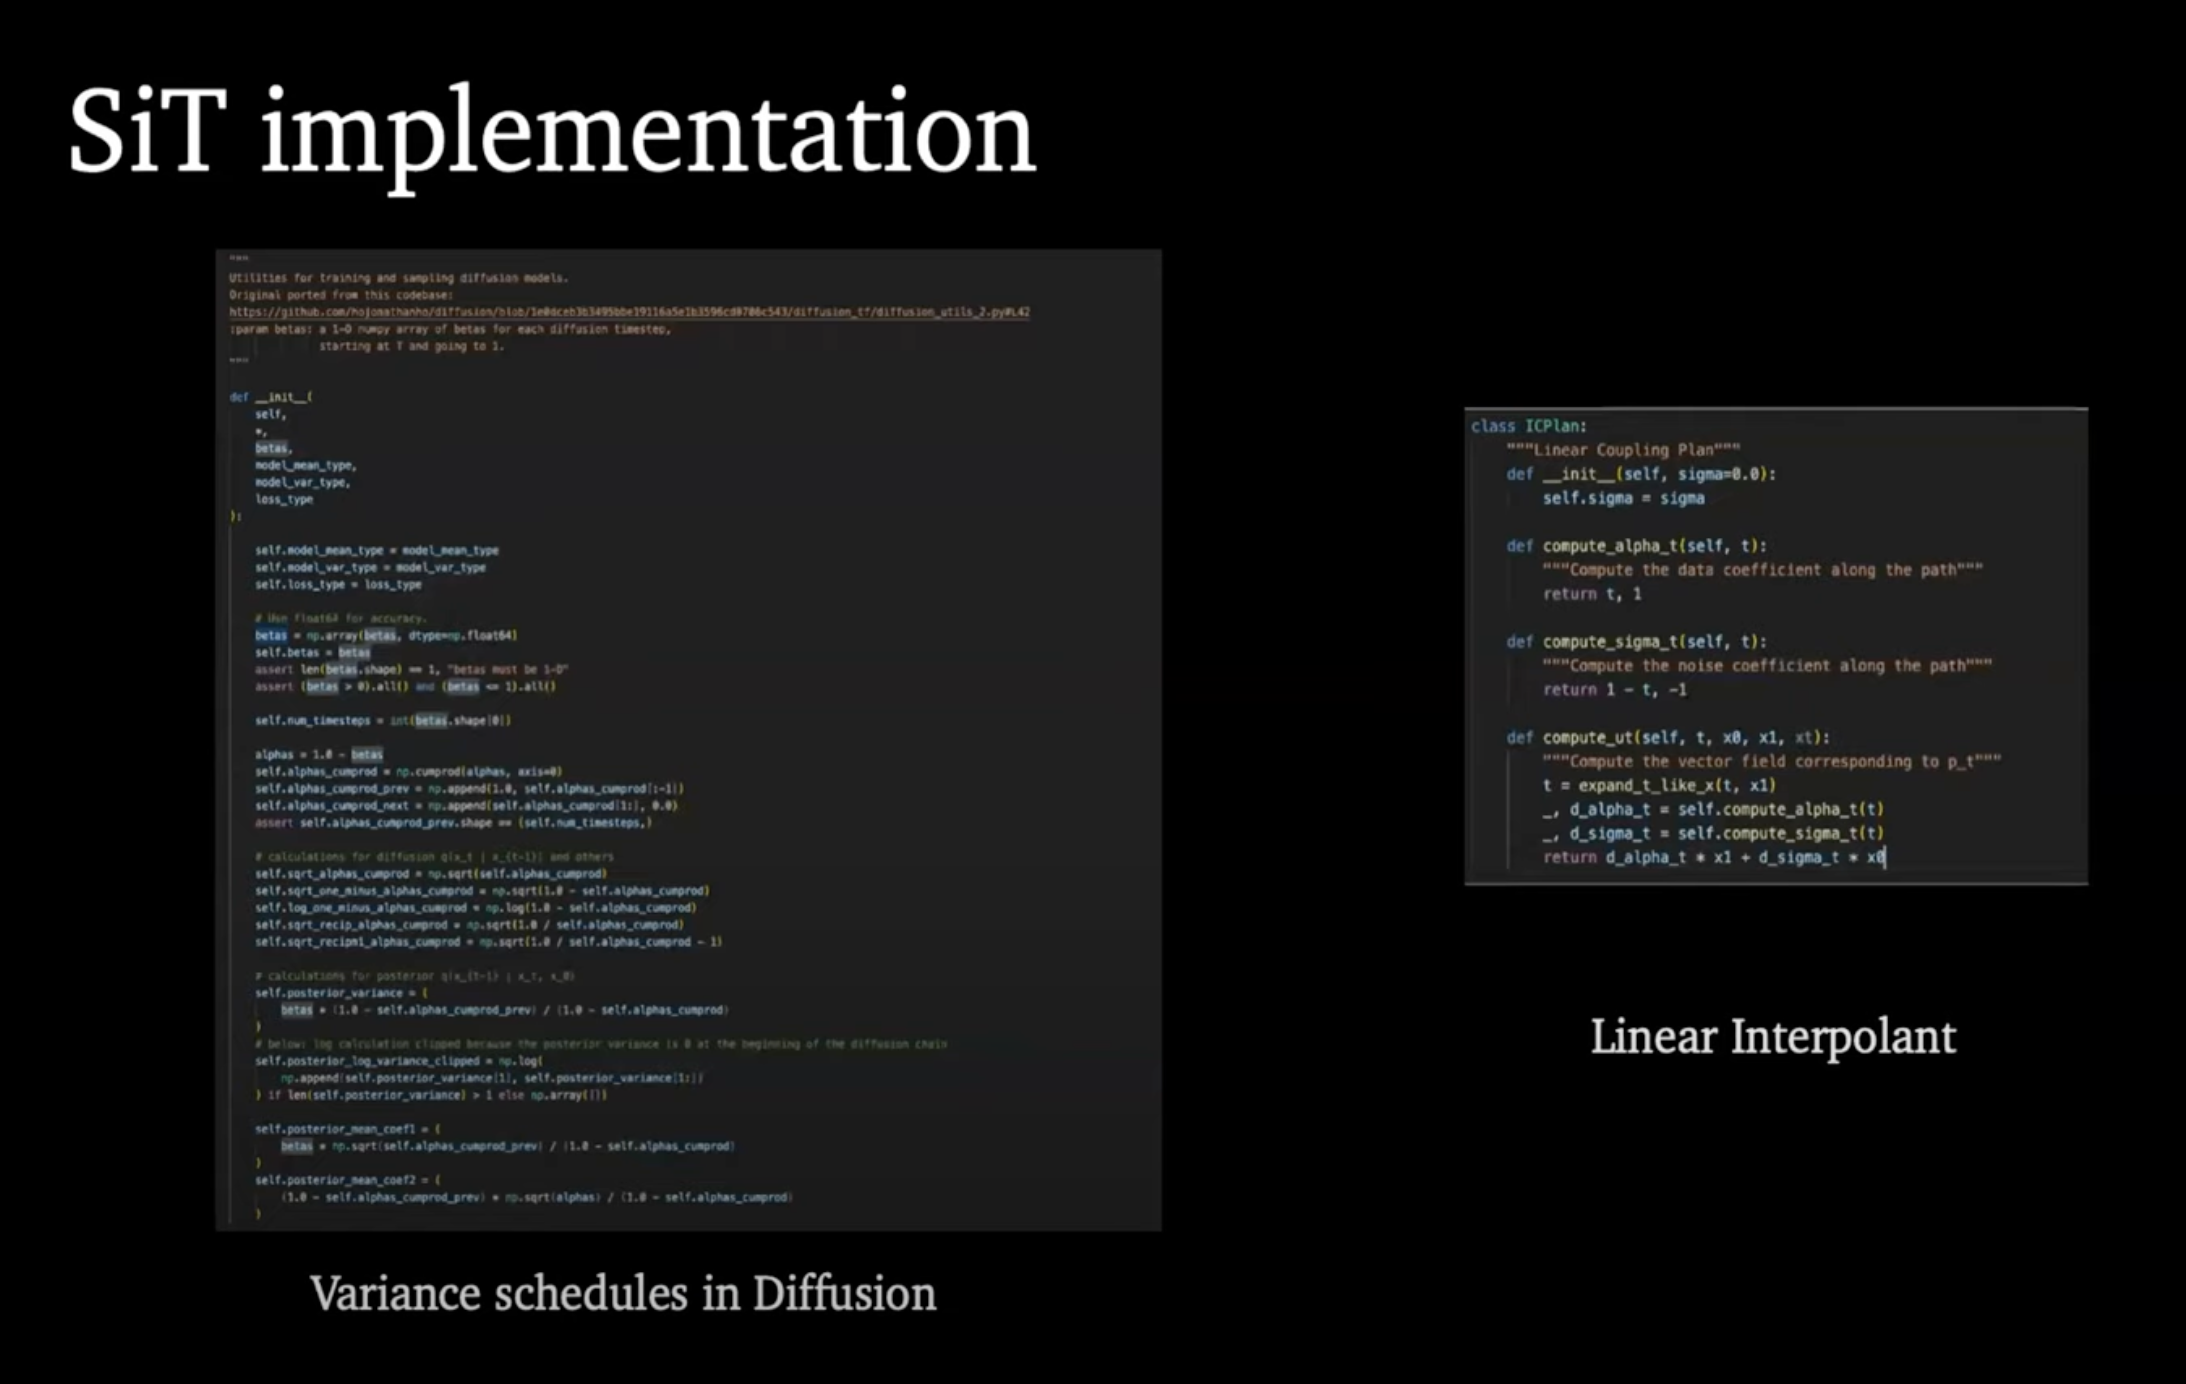 SiT implementation
"""
Utilities for training and sampling diffusion models.
Original ported from this codebase:
https://github.com/hojonathanho/diffusion/blob/1e0dceb3b3495bbe19116a5e1b3596cd0706c543/diffusion_tf/diffusion_utils_2.py#L42
:param betas: a 1-D numpy array of betas for each diffusion timestep,
starting at T and going to 1.
"""
def __init__(
self,
*,
betas,
model_mean_type,
model_var_type,
loss_type
):
self.model_mean_type = model_mean_type
self.model_var_type = model_var_type
self.loss_type = loss_type
# Use float64 for accuracy.
betas = np.array(betas, dtype=np.float64)
self.betas = betas
assert len(betas.shape) == 1, "betas must be 1-D"
assert (betas > 0).all() and (betas <= 1).all()
self.num_timesteps = int(betas.shape[0])
alphas = 1.0 - betas
self.alphas_cumprod = np.cumprod(alphas, axis=0)
self.alphas_cumprod_prev = np.append(1.0, self.alphas_cumprod[:-1])
self.alphas_cumprod_next = np.append(self.alphas_cumprod[1:], 0.0)
assert self.alphas_cumprod_prev.shape == (self.num_timesteps,)
# calculations for diffusion q(x_t | x_{t-1}) and others
self.sqrt_alphas_cumprod = np.sqrt(self.alphas_cumprod)
self.sqrt_one_minus_alphas_cumprod = np.sqrt(1.0 - self.alphas_cumprod)
self.log_one_minus_alphas_cumprod = np.log(1.0 - self.alphas_cumprod)
self.sqrt_recip_alphas_cumprod = np.sqrt(1.0 / self.alphas_cumprod)
self.sqrt_recipm1_alphas_cumprod = np.sqrt(1.0 / self.alphas_cumprod - 1)
# calculations for posterior q(x_{t-1} | x_t, x_0)
self.posterior_variance = (
betas * (1.0 - self.alphas_cumprod_prev) / (1.0 - self.alphas_cumprod)
)
# below: log calculation clipped because the posterior variance is 0 at the beginning of the diffusion chain
self.posterior_log_variance_clipped = np.log(
np.append(self.posterior_variance[1], self.posterior_variance[1:])
) if len(self.posterior_variance) > 1 else np.array([])
self.posterior_mean_coef1 = (
betas * np.sqrt(self.alphas_cumprod_prev) / (1.0 - self.alphas_cumprod)
)
self.posterior_mean_coef2 = (
(1.0 - self.alphas_cumprod_prev) * np.sqrt(alphas) / (1.0 - self.alphas_cumprod)
)
Variance schedules in Diffusion
class ICPlan:
"""Linear Coupling Plan"""
def __init__(self, sigma=0.0):
self.sigma = sigma
def compute_alpha_t(self, t):
"""Compute the data coefficient along the path"""
return t, 1
def compute_sigma_t(self, t):
"""Compute the noise coefficient along the path"""
return 1 - t, -1
def compute_ut(self, t, x0, x1, xt):
"""Compute the vector field corresponding to p_t"""
t = expand_t_like_x(t, x1)
_, d_alpha_t = self.compute_alpha_t(t)
_, d_sigma_t = self.compute_sigma_t(t)
return d_alpha_t * x1 + d_sigma_t * x0
Linear Interpolant